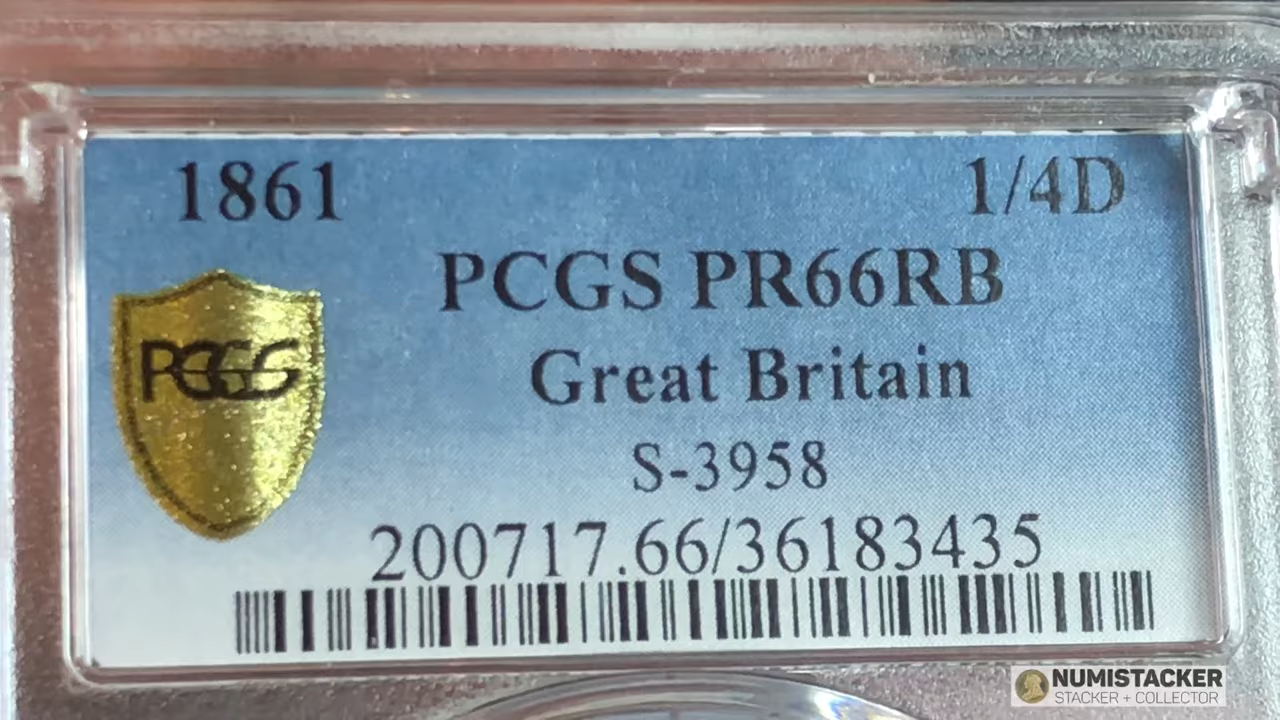 1861 1/4D
PCGS PR66RB
PCGS
Great Britain
S-3958
200717.66/36183435
NUMISTACKER
STACKER + COLLECTOR